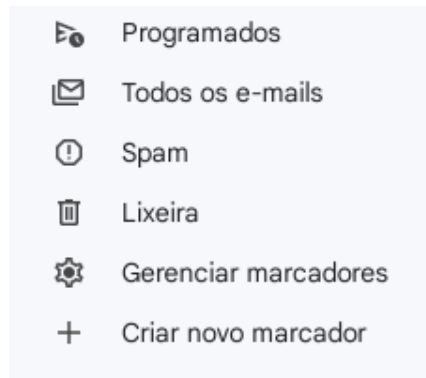 Programados
Todos os e-mails
Spam
Lixeira
Gerenciar marcadores
Criar novo marcador